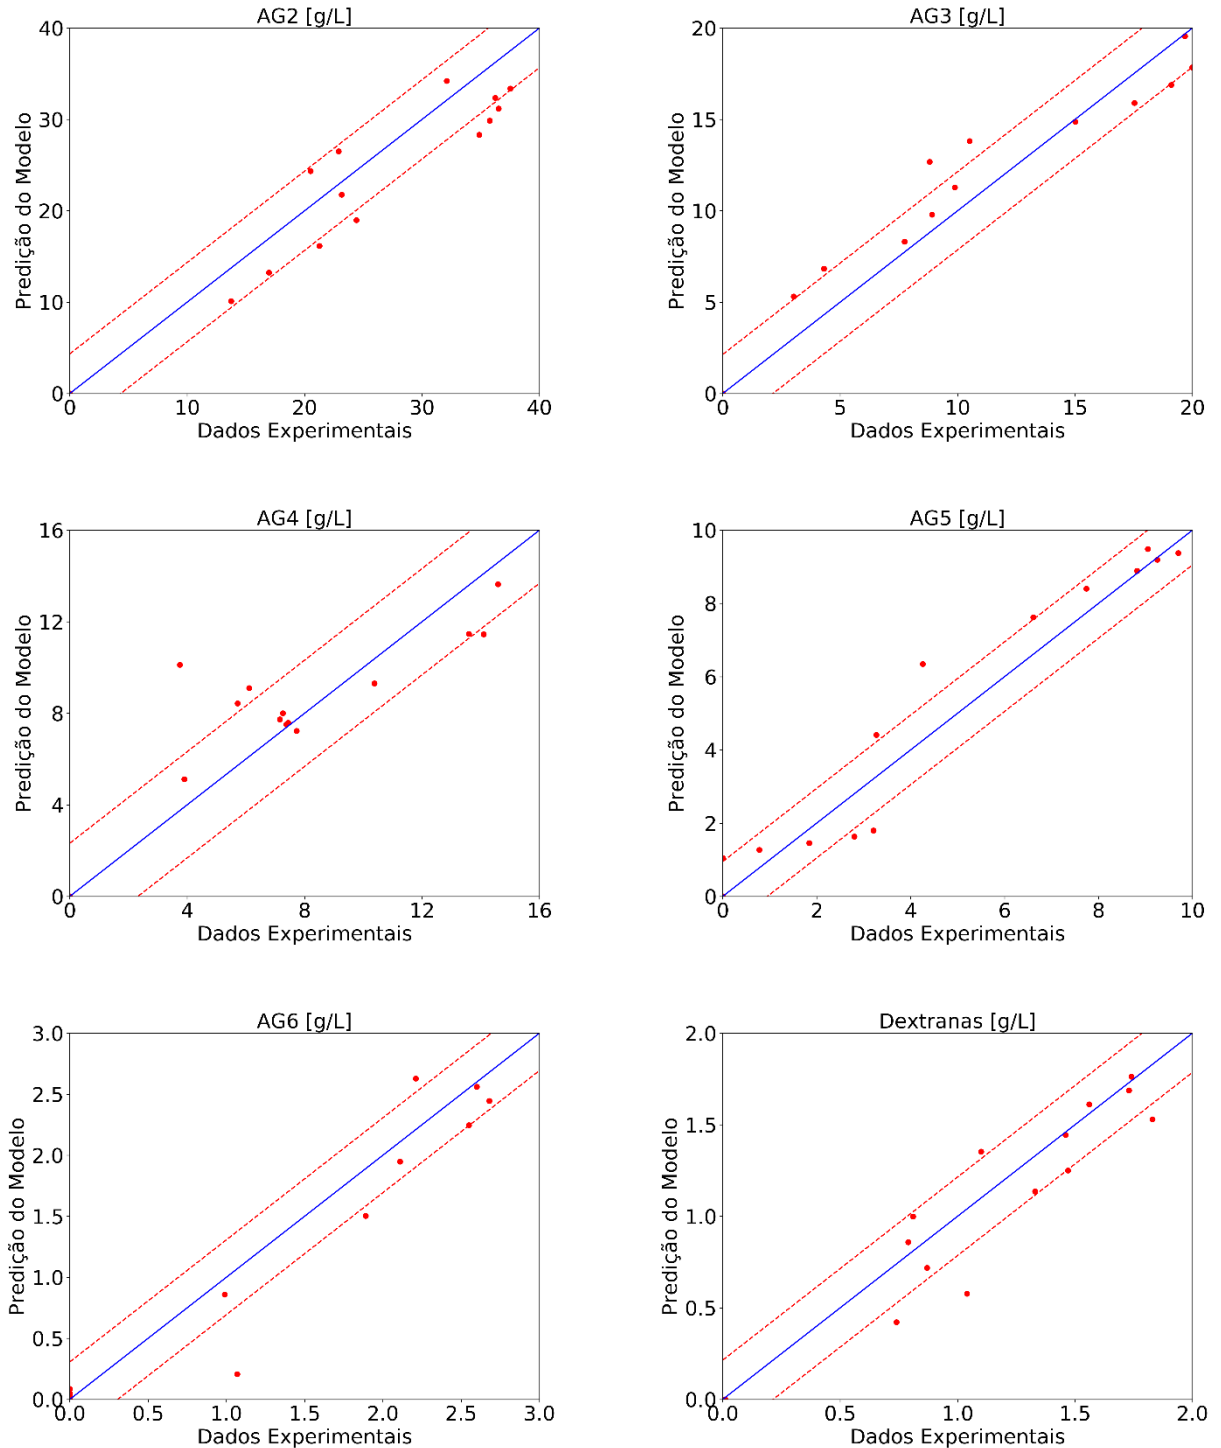 AG2 [g/L]
Predição do Modelo
40
30
20
10
0
0 10 20 30 40
Dados Experimentais
AG3 [g/L]
Predição do Modelo
20
15
10
5
0
0 5 10 15 20
Dados Experimentais
AG4 [g/L]
Predição do Modelo
16
12
8
4
0
0 4 8 12 16
Dados Experimentais
AG5 [g/L]
Predição do Modelo
10
8
6
4
2
0
0 2 4 6 8 10
Dados Experimentais
AG6 [g/L]
Predição do Modelo
3.0
2.5
2.0
1.5
1.0
0.5
0.0
0.0 0.5 1.0 1.5 2.0 2.5 3.0
Dados Experimentais
Dextranas [g/L]
Predição do Modelo
2.0
1.5
1.0
0.5
0.0
0.0 0.5 1.0 1.5 2.0
Dados Experimentais